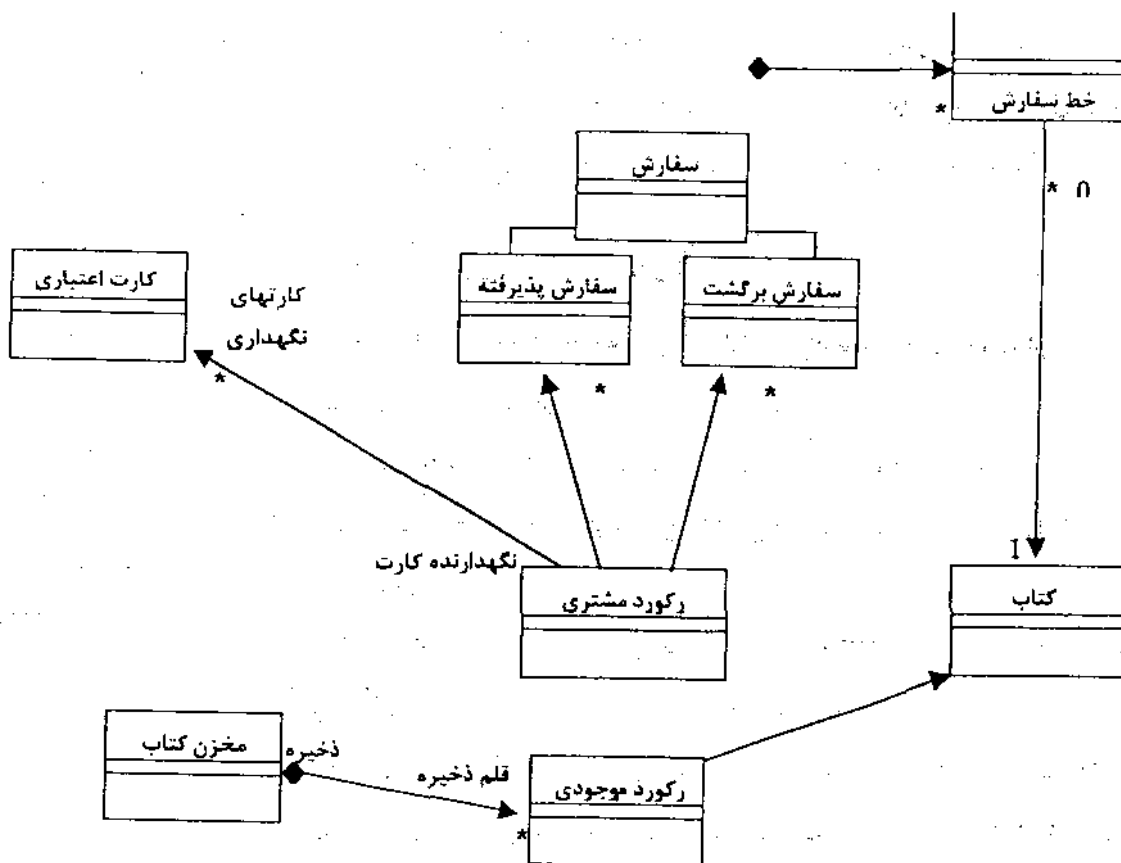 خط سفارش
*
سفارش
* n
کارت اعتباری
کارتهای
نگهداری
*
سفارش پذیرفته
سفارش برگشت
*
*
نگهدارنده کارت
رکورد مشتری
1
کتاب
مخزن کتاب
ذخیره
قلم ذخیره
*
رکورد موجودی